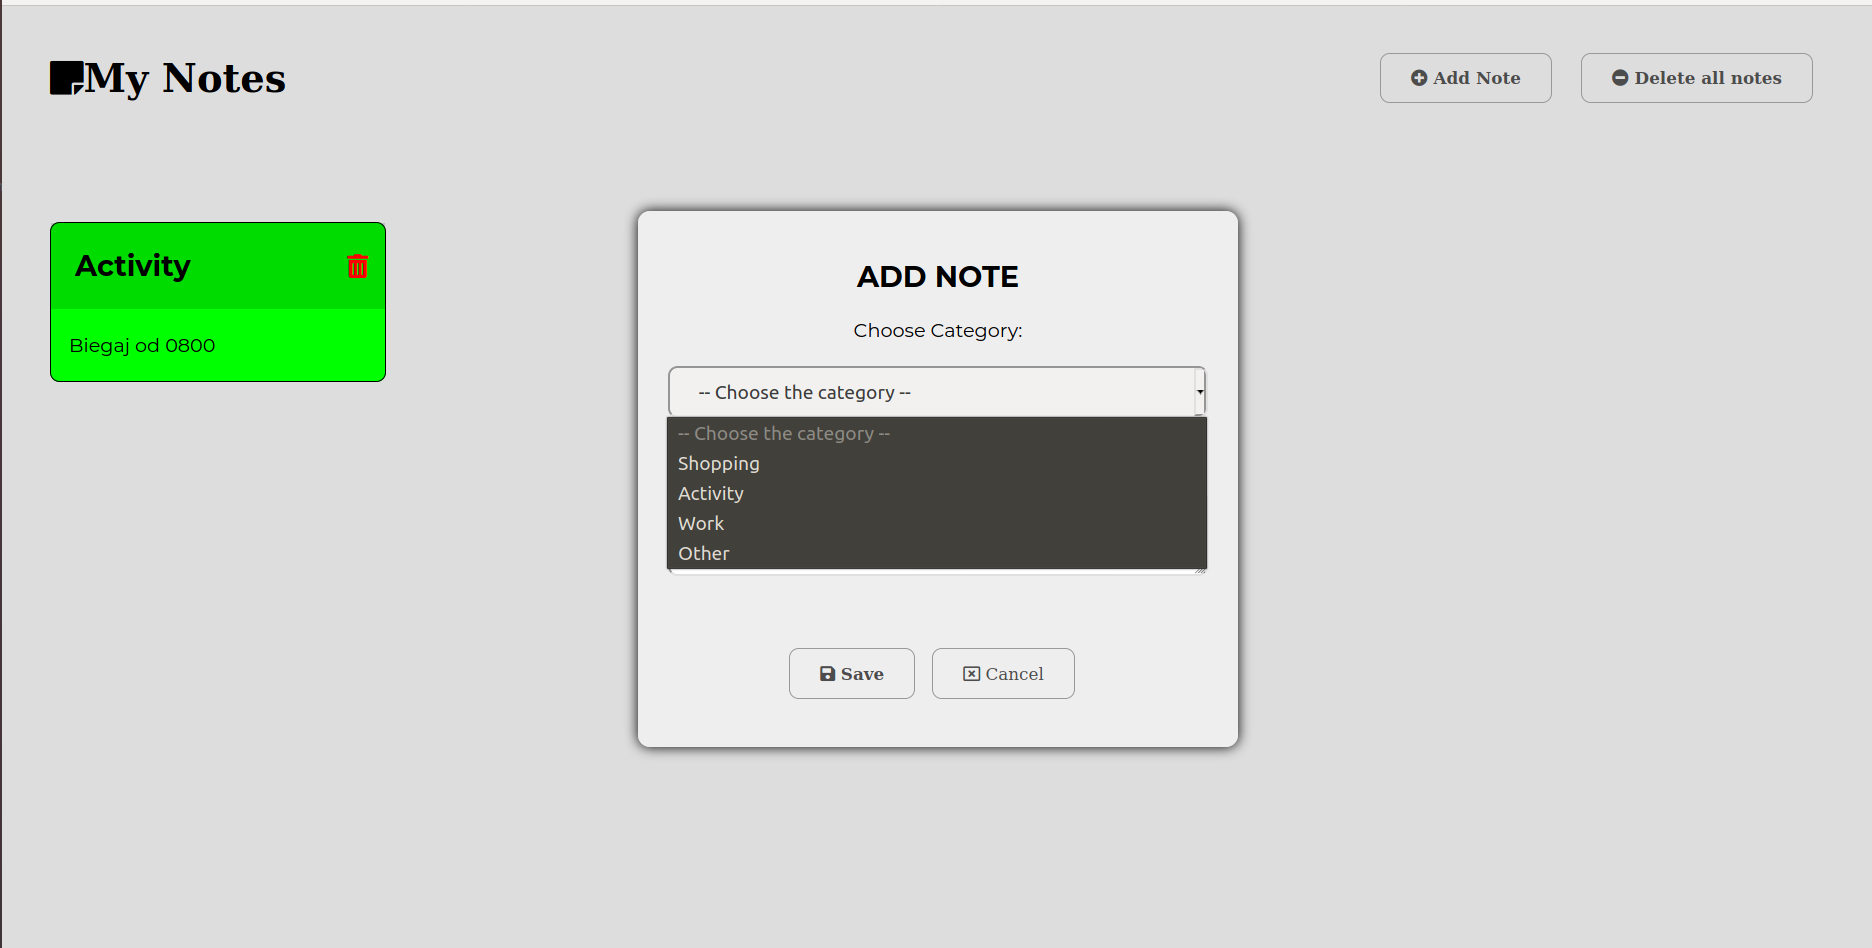 My Notes
Add Note
Delete all notes
Activity
Biegaj od 0800
ADD NOTE
Choose Category:
-- Choose the category --
-- Choose the category --
Shopping
Activity
Work
Other
Save
Cancel